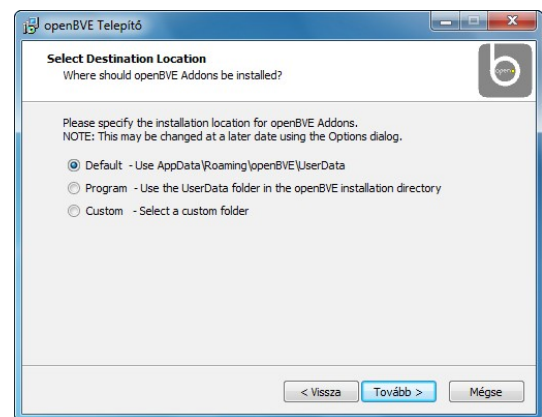 openBVE Telepítő
Select Destination Location
Where should openBVE Addons be installed?
open
Please specify the installation location for openBVE Addons.
NOTE: This may be changed at a later date using the Options dialog.
Default - Use AppData\Roaming\openBVE\UserData
Program - Use the UserData folder in the openBVE installation directory
Custom - Select a custom folder
< Vissza
Tovább >
Mégse